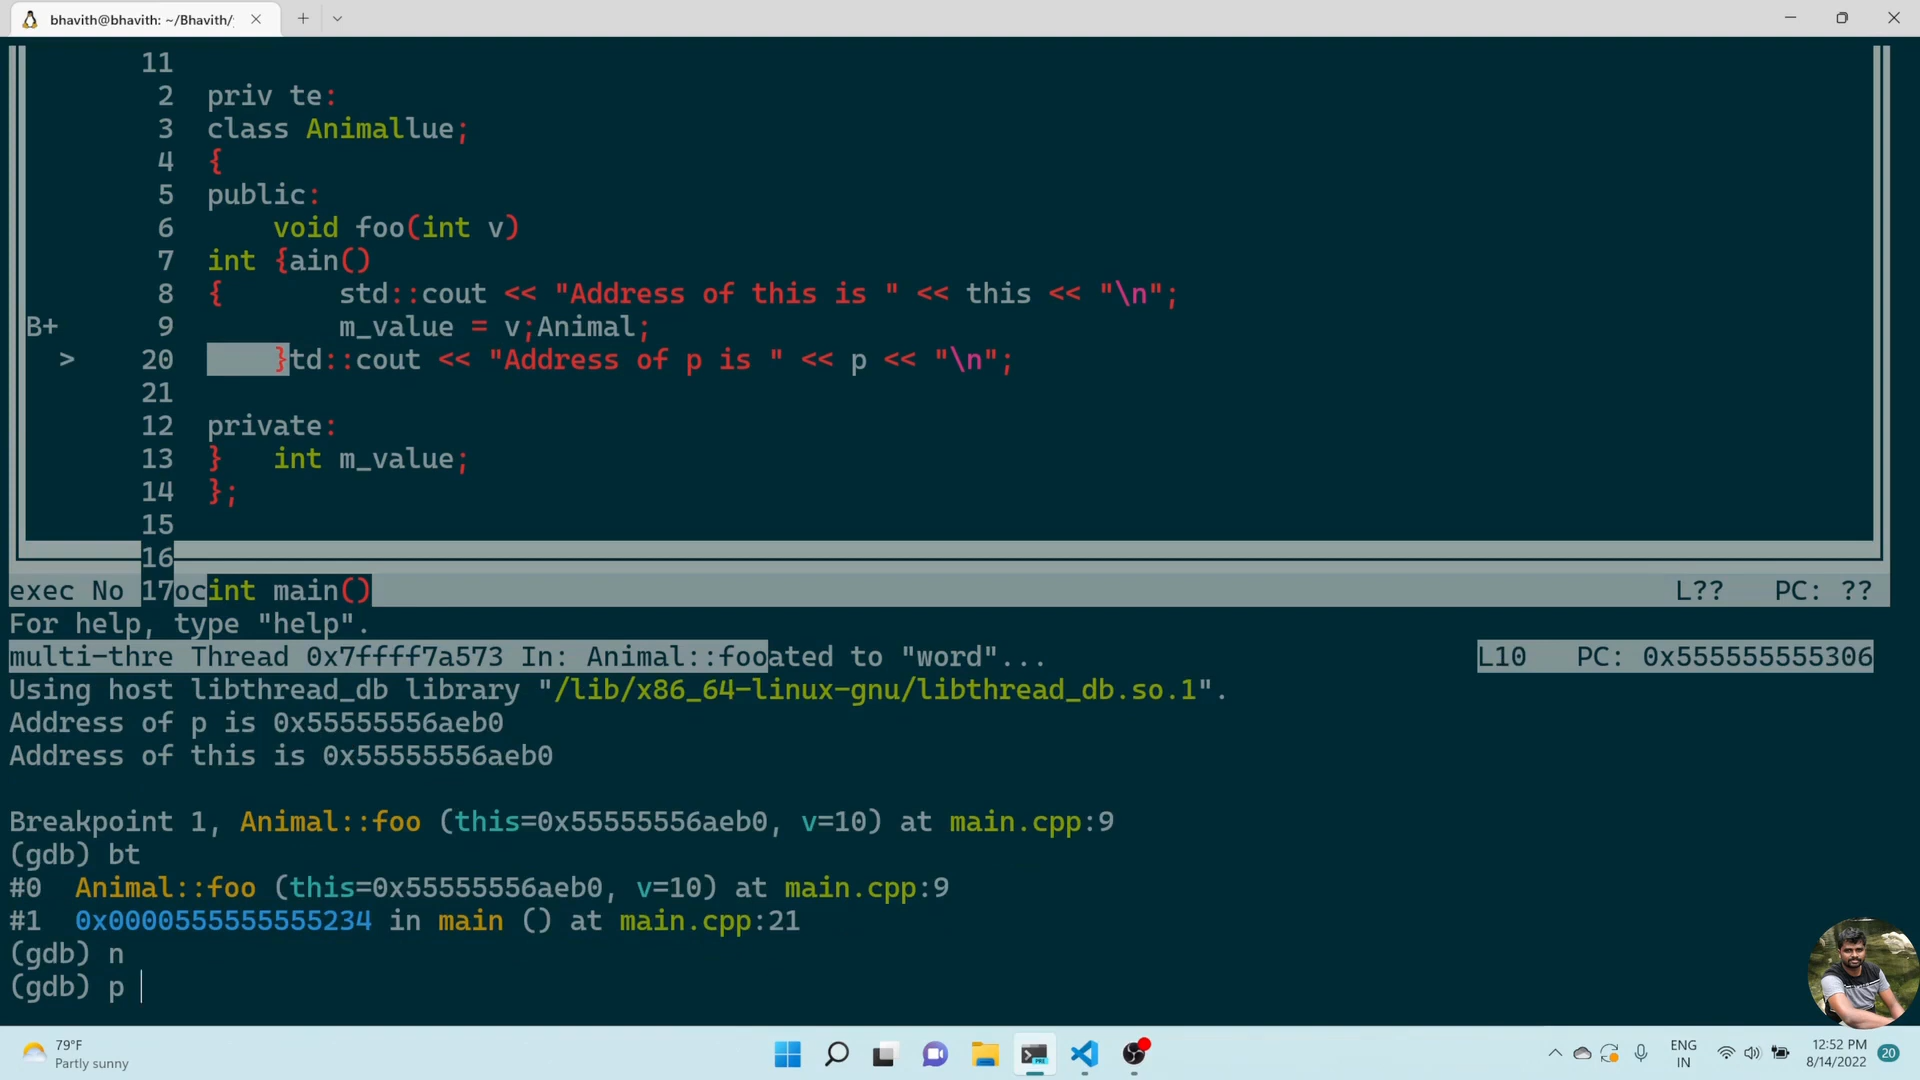 bhavith@bhavith: ~/Bhavith/
11
2 priv te:
3 class Animallue;
4 {
5 public:
6 void foo(int v)
7 int {ain()
8 { std::cout << "Address of this is " << this << "\n";
B+ 9 m_value = v;Animal;
> 20 }td::cout << "Address of p is " << p << "\n";
21
12 private:
13 } int m_value;
14 };
15
16
exec No 17ocint main() L?? PC: ??
For help, type "help".
multi-thre Thread 0x7ffff7a573 In: Animal::fooated to "word"... L10 PC: 0x555555555306
Using host libthread_db library "/lib/x86_64-linux-gnu/libthread_db.so.1".
Address of p is 0x55555556aeb0
Address of this is 0x55555556aeb0
Breakpoint 1, Animal::foo (this=0x55555556aeb0, v=10) at main.cpp:9
(gdb) bt
#0 Animal::foo (this=0x55555556aeb0, v=10) at main.cpp:9
#1 0x0000555555555234 in main () at main.cpp:21
(gdb) n
(gdb) p
79°F
Partly sunny
PRE
ENG
IN
12:52 PM
8/14/2022
20